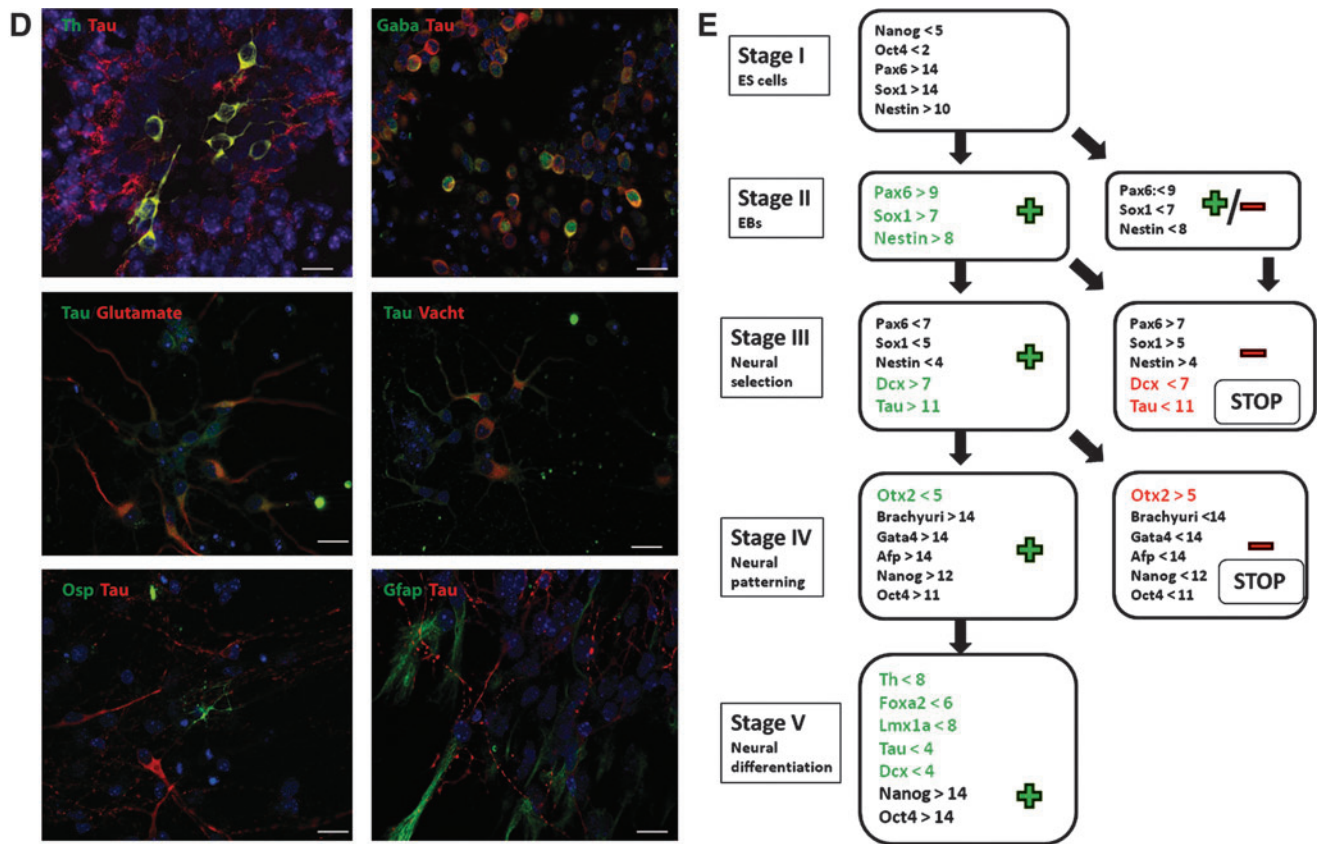 D
Th Tau
Gaba Tau
Tau Glutamate
Tau Vacht
Osp Tau
Gfap Tau
E
Stage I
ES cells
Nanog < 5
Oct4 < 2
Pax6 > 14
Sox1 > 14
Nestin > 10
Stage II
EBs
Pax6 > 9
Sox1 > 7
Nestin > 8
Pax6:< 9
Sox1 < 7
Nestin < 8
+/-
Stage III
Neural
selection
Pax6 < 7
Sox1 < 5
Nestin < 4
Dcx > 7
Tau > 11
Pax6 > 7
Sox1 > 5
Nestin > 4
Dcx < 7
Tau < 11
STOP
Stage IV
Neural
patterning
Otx2 < 5
Brachyuri > 14
Gata4 > 14
Afp > 14
Nanog > 12
Oct4 > 11
Otx2 > 5
Brachyuri <14
Gata4 < 14
Afp < 14
Nanog < 12
Oct4 < 11
STOP
Stage V
Neural
differentiation
Th < 8
Foxa2 < 6
Lmx1a < 8
Tau < 4
Dcx < 4
Nanog > 14
Oct4 > 14